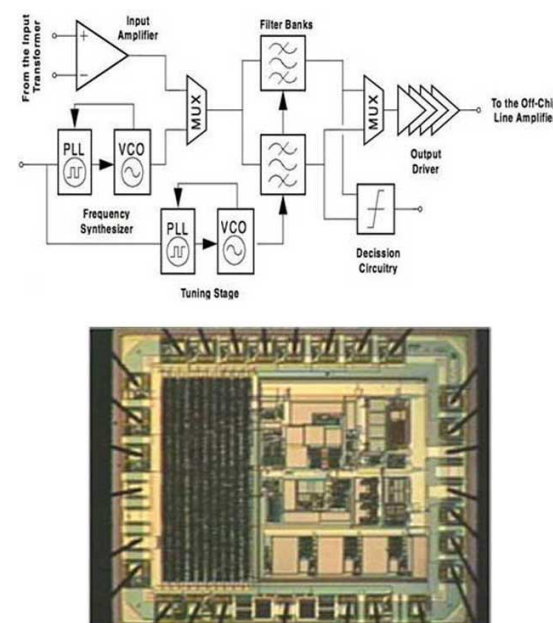 From the Input
Transformer
Input
Amplifier
+
−
MUX
Filter Banks
MUX
To the Off-Chi
Line Amplifie
Output
Driver
PLL
VCO
Frequency
Synthesizer
PLL
VCO
Tuning Stage
Decission
Circuitry